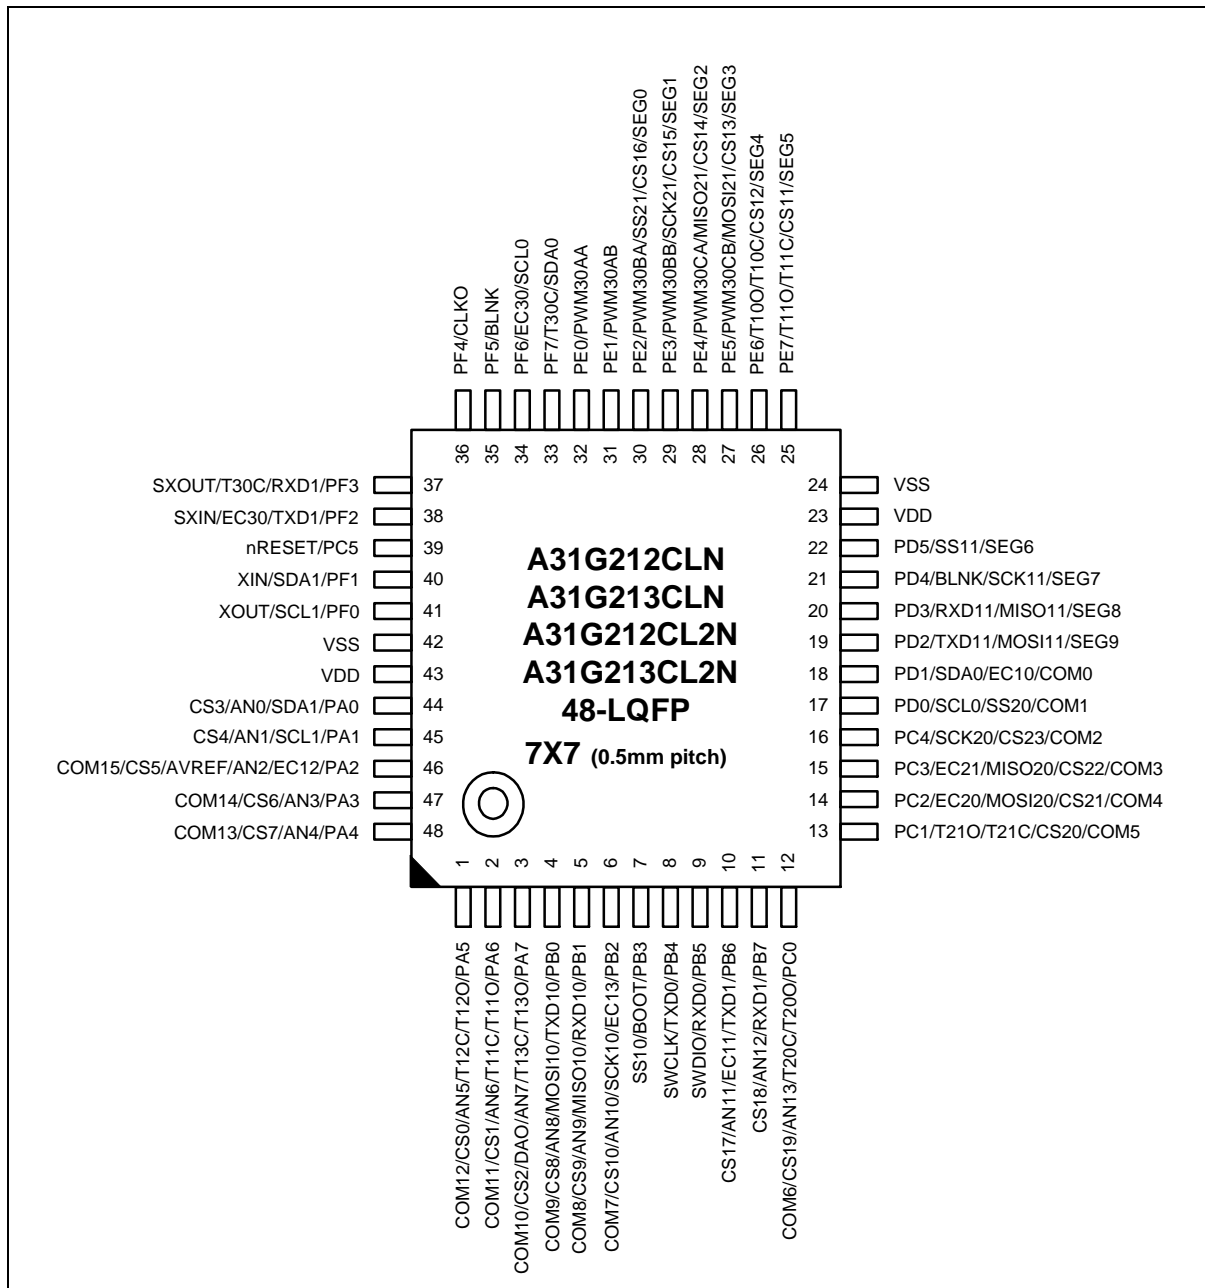 PF4/CLKO
PF5/BLNK
PF6/EC30/SCL0
PF7/T30C/SDA0
PE0/PWM30AA
PE1/PWM30AB
PE2/PWM30BA/SS21/CS16/SEG0
PE3/PWM30BB/SCK21/CS15/SEG1
PE4/PWM30CA/MISO21/CS14/SEG2
PE5/PWM30CB/MOSI21/CS13/SEG3
PE6/T10O/T10C/CS12/SEG4
PE7/T11O/T11C/CS11/SEG5
36
35
34
33
32
31
30
29
28
27
26
25
SXOUT/T30C/RXD1/PF3 37
SXIN/EC30/TXD1/PF2 38
nRESET/PC5 39
XIN/SDA1/PF1 40
XOUT/SCL1/PF0 41
VSS 42
VDD 43
CS3/AN0/SDA1/PA0 44
CS4/AN1/SCL1/PA1 45
COM15/CS5/AVREF/AN2/EC12/PA2 46
COM14/CS6/AN3/PA3 47
COM13/CS7/AN4/PA4 48
A31G212CLN
A31G213CLN
A31G212CL2N
A31G213CL2N
48-LQFP
7X7 (0.5mm pitch)
24 VSS
23 VDD
22 PD5/SS11/SEG6
21 PD4/BLNK/SCK11/SEG7
20 PD3/RXD11/MISO11/SEG8
19 PD2/TXD11/MOSI11/SEG9
18 PD1/SDA0/EC10/COM0
17 PD0/SCL0/SS20/COM1
16 PC4/SCK20/CS23/COM2
15 PC3/EC21/MISO20/CS22/COM3
14 PC2/EC20/MOSI20/CS21/COM4
13 PC1/T21O/T21C/CS20/COM5
1
2
3
4
5
6
7
8
9
10
11
12
COM12/CS0/AN5/T12C/T12O/PA5
COM11/CS1/AN6/T11C/T11O/PA6
COM10/CS2/DAO/AN7/T13C/T13O/PA7
COM9/CS8/AN8/MOSI10/TXD10/PB0
COM8/CS9/AN9/MISO10/RXD10/PB1
COM7/CS10/AN10/SCK10/EC13/PB2
SS10/BOOT/PB3
SWCLK/TXD0/PB4
SWDIO/RXD0/PB5
CS17/AN11/EC11/TXD1/PB6
CS18/AN12/RXD1/PB7
COM6/CS19/AN13/T20C/T20O/PC0